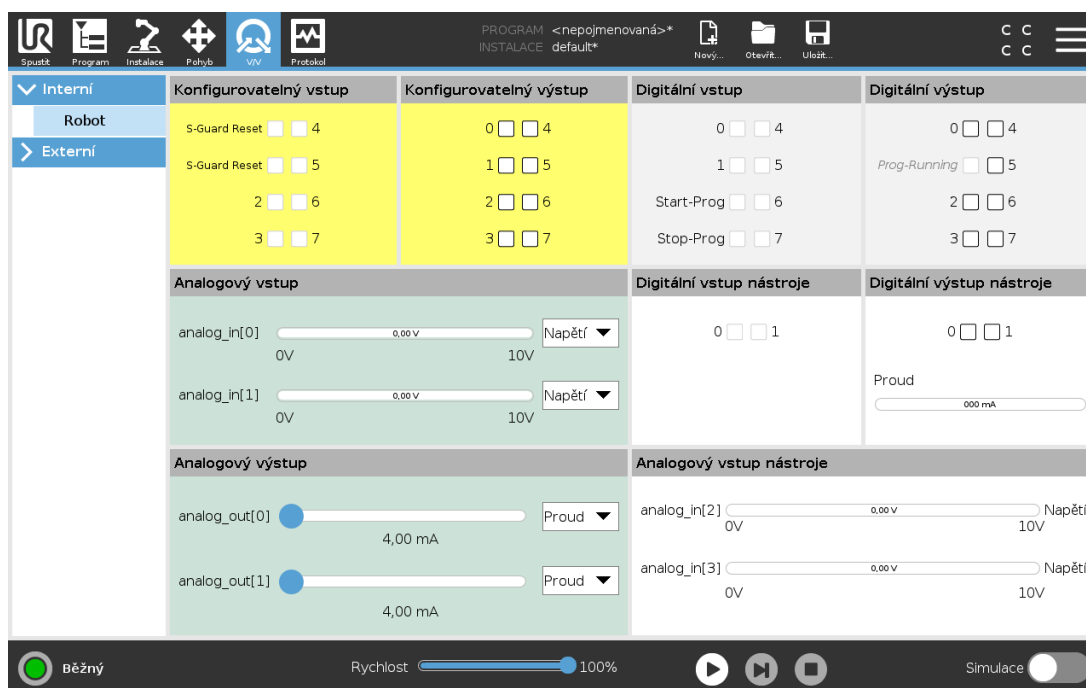 PROGRAM <nepojmenovaná>*
INSTALACE default*
UR
Spustit Program Instalace Pohyb V/V Protokol
Nový... Otevřít... Uložit...
C C
C C
Interní
Robot
Externí
Konfigurovatelný vstup
S-Guard Reset 4
S-Guard Reset 5
2 6
3 7
Konfigurovatelný výstup
0 4
1 5
2 6
3 7
Digitální vstup
0 4
1 5
Start-Prog 6
Stop-Prog 7
Digitální výstup
0 4
Prog-Running 5
2 6
3 7
Analogový vstup
analog_in[0] 0,00 V Napětí
0V 10V
analog_in[1] 0,00 V Napětí
0V 10V
Digitální vstup nástroje
0 1
Digitální výstup nástroje
0 1
Proud
000 mA
Analogový výstup
analog_out[0] Proud
4,00 mA
analog_out[1] Proud
4,00 mA
Analogový vstup nástroje
analog_in[2] 0,00 V Napětí
0V 10V
analog_in[3] 0,00 V Napětí
0V 10V
Běžný Rychlost 100% Simulace